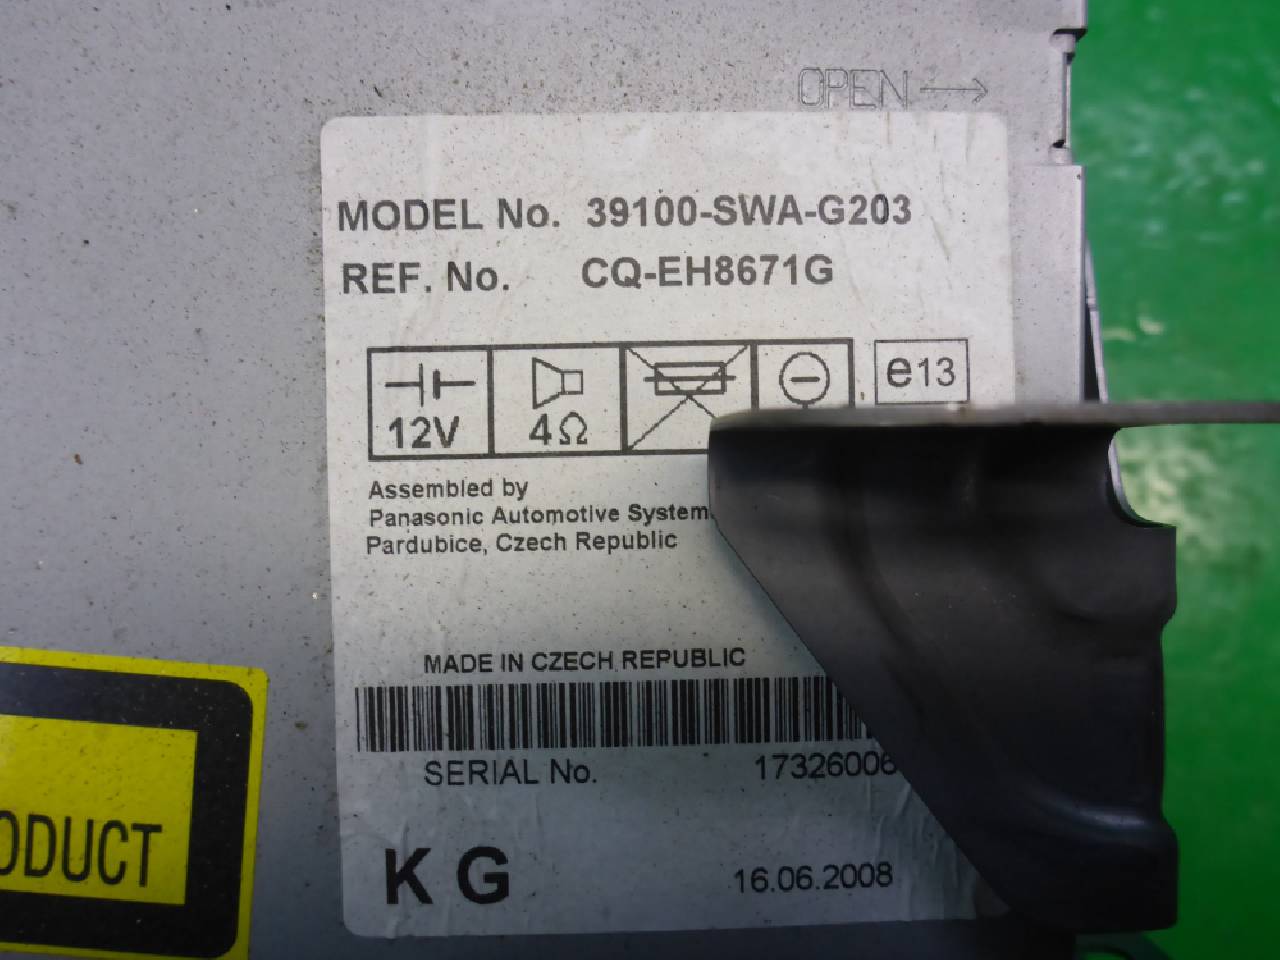 OPEN
MODEL No. 39100-SWA-G203
REF. No. CQ-EH8671G
12V
4Ω
e13
Assembled by
Panasonic Automotive System
Pardubice, Czech Republic
MADE IN CZECH REPUBLIC
SERIAL No. 17326006
KG
16.06.2008
ODUCT